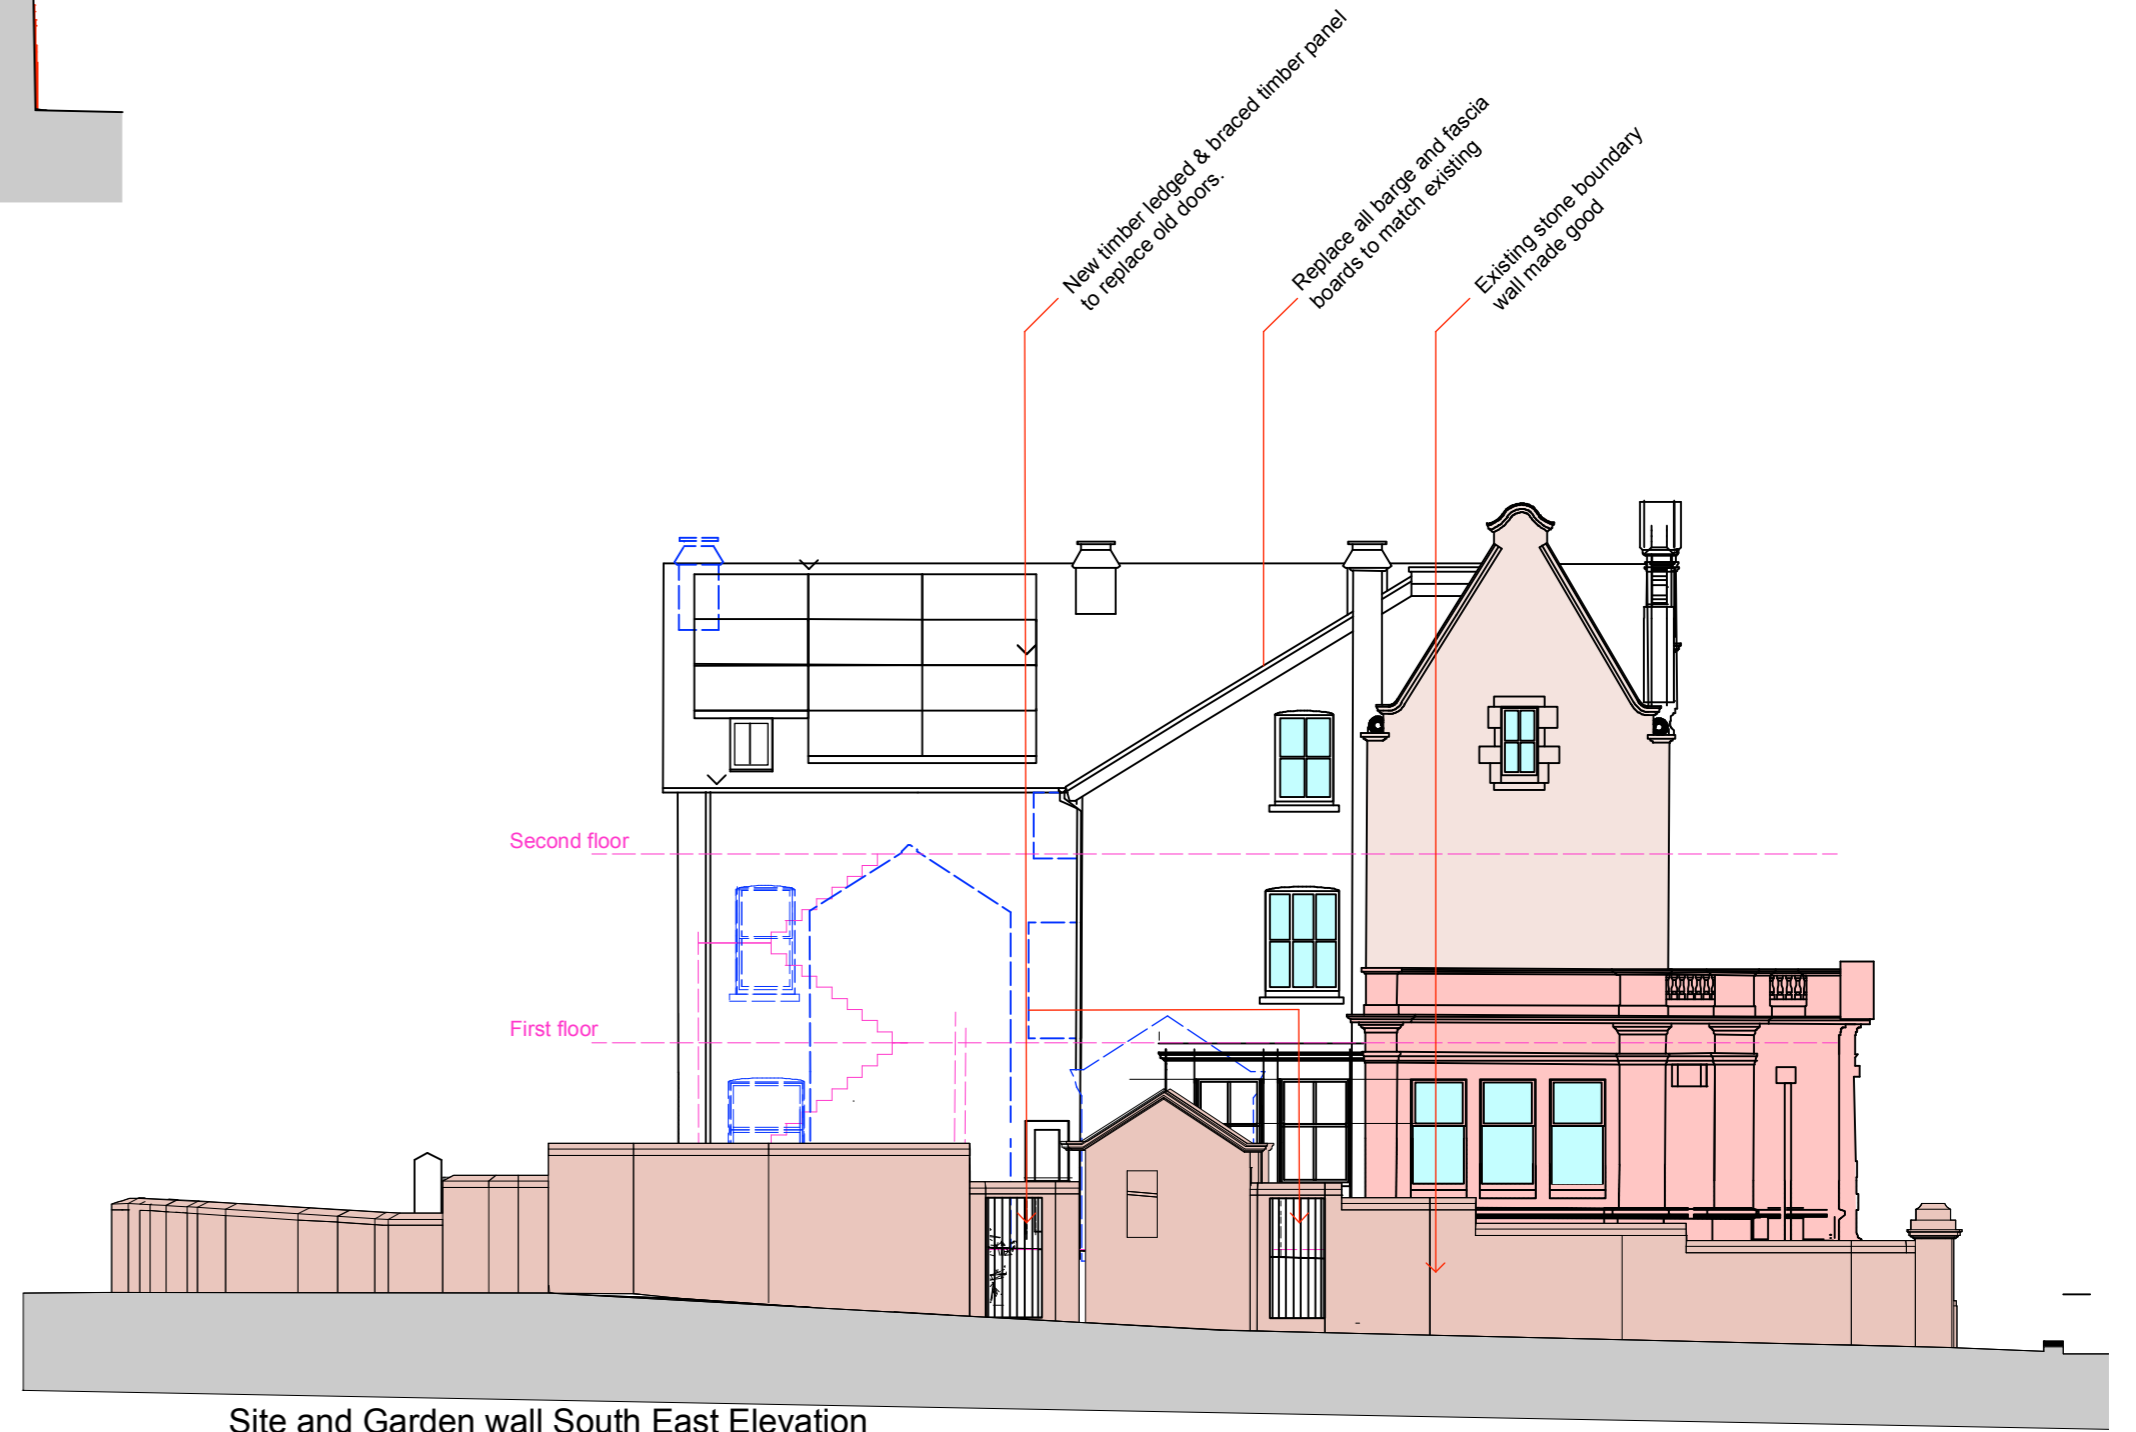 New timber ledged & braced timber panel
to replace old doors.
Replace all barge and fascia
boards to match existing
Existing stone boundary
wall made good
Second floor
First floor
Site and Garden wall South East Elevation